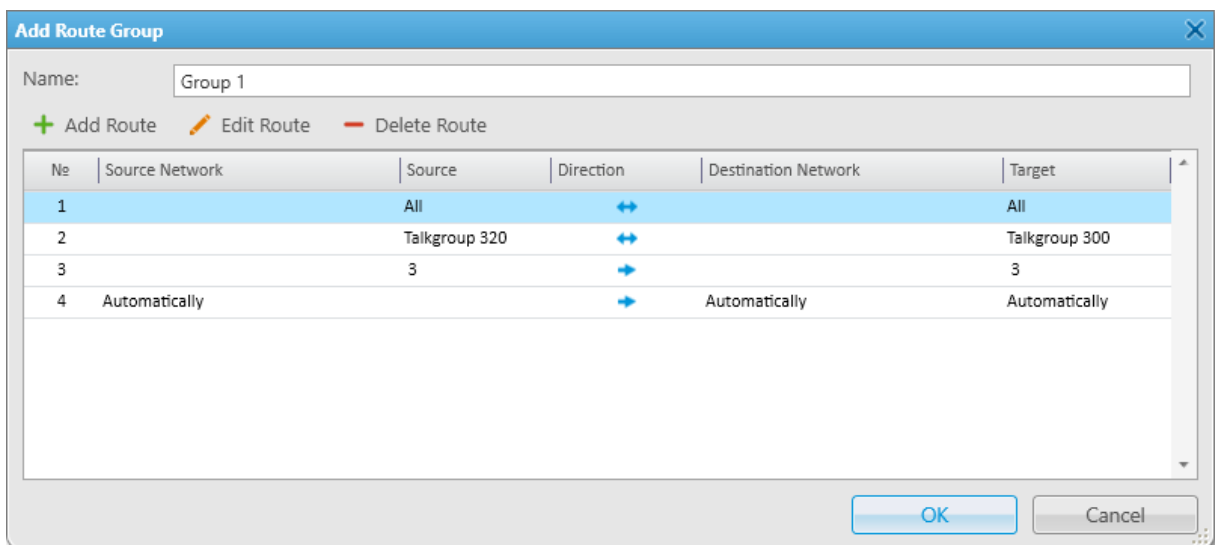 Add Route Group
Name: Group 1
Add Route Edit Route Delete Route
№ Source Network Source Direction Destination Network Target
1 All All
2 Talkgroup 320 Talkgroup 300
3 3 3
4 Automatically Automatically Automatically
OK Cancel